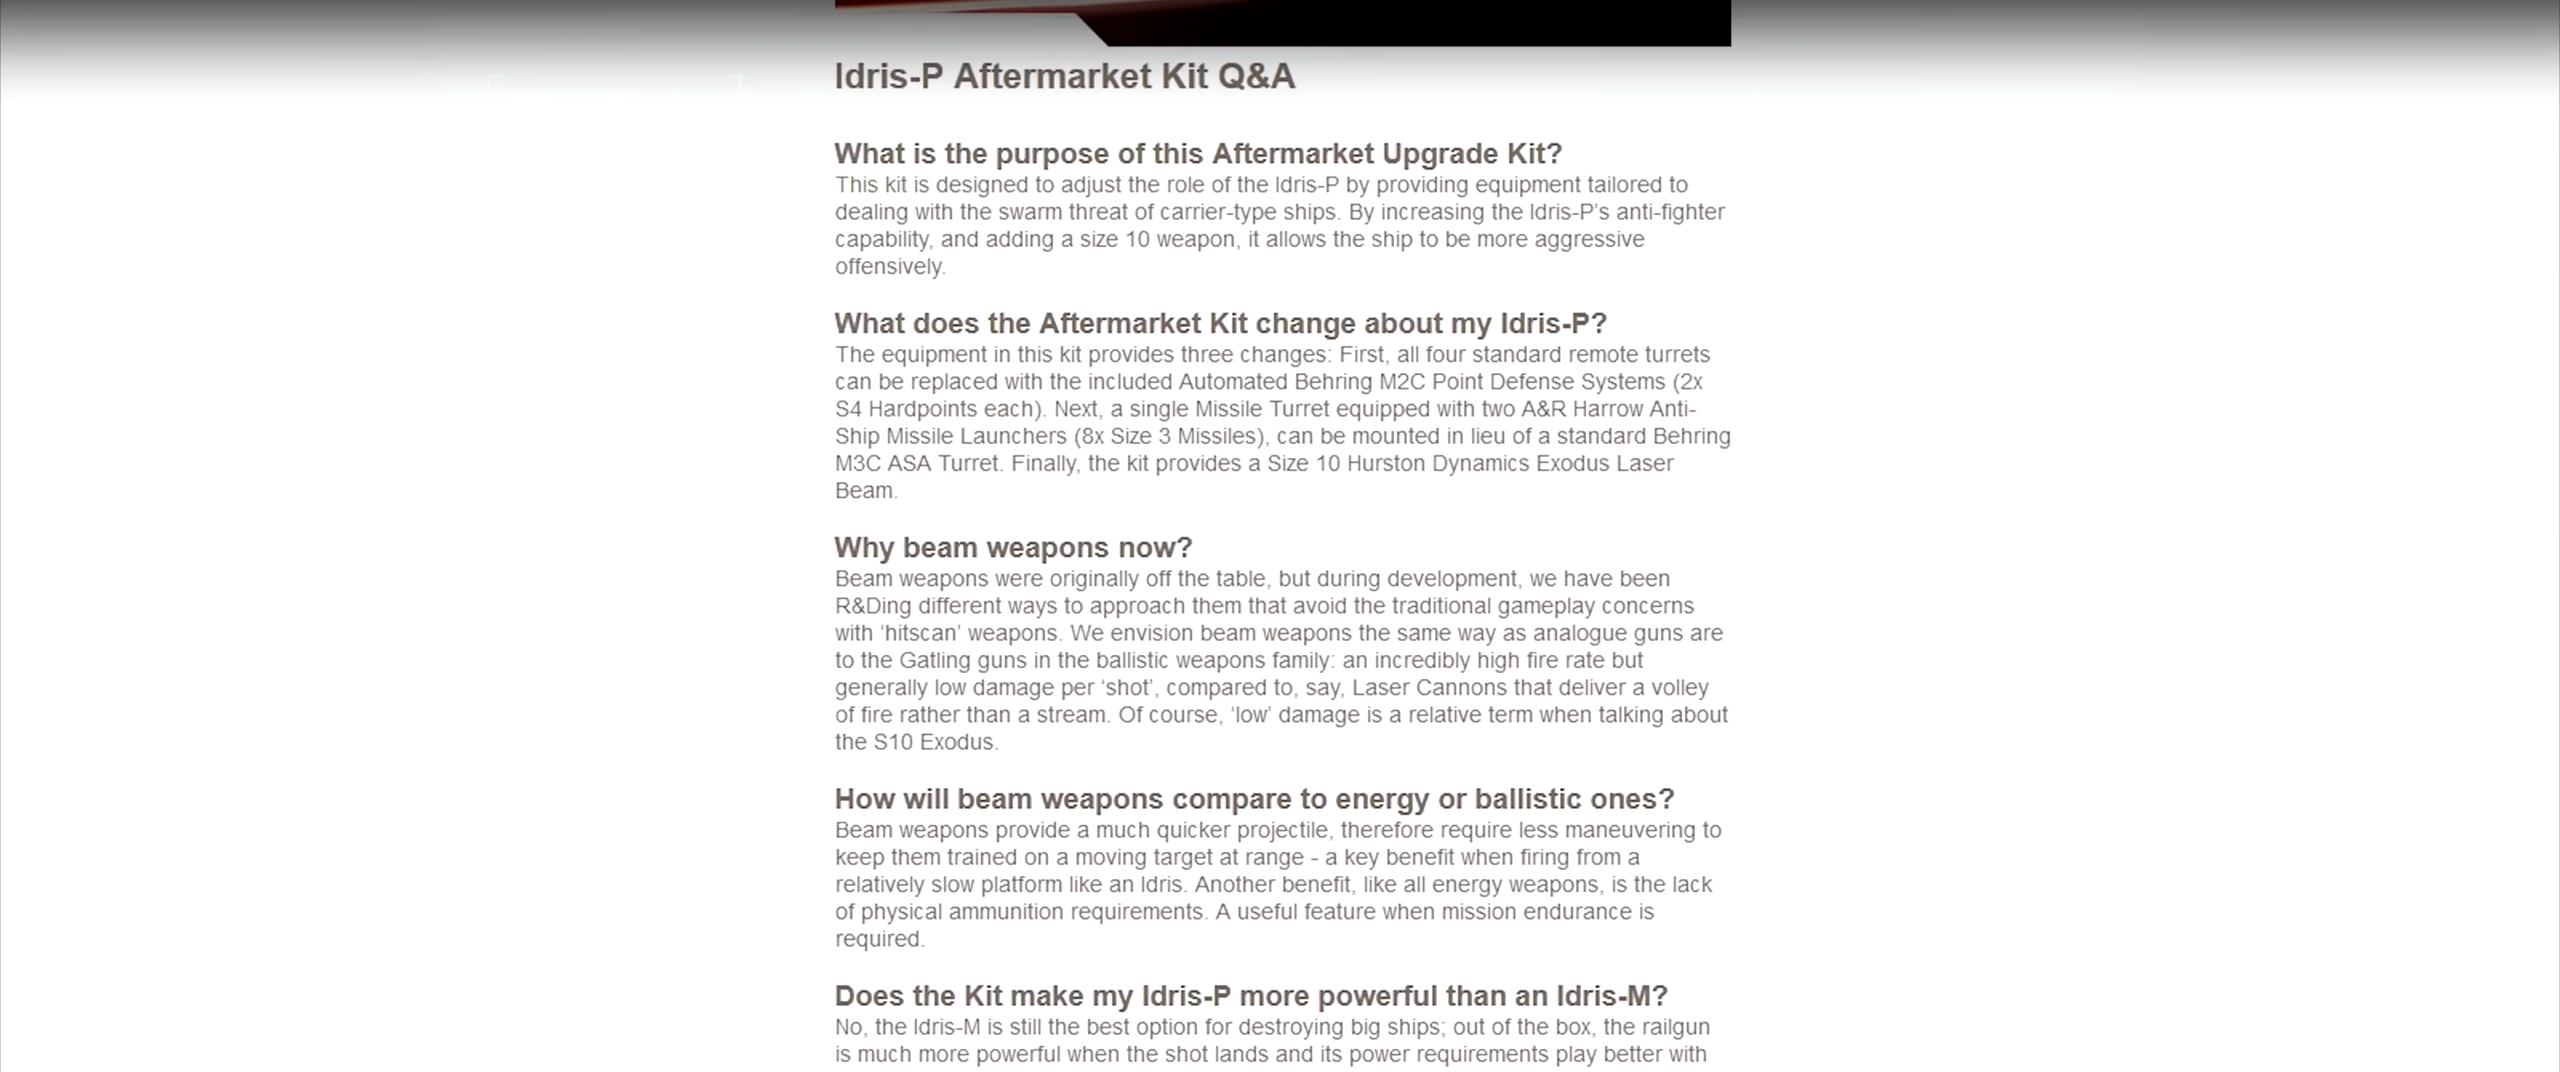 Idris-P Aftermarket Kit Q&A
What is the purpose of this Aftermarket Upgrade Kit?
This kit is designed to adjust the role of the Idris-P by providing equipment tailored to
dealing with the swarm threat of carrier-type ships. By increasing the Idris-P's anti-fighter
capability, and adding a size 10 weapon, it allows the ship to be more aggressive
offensively.
What does the Aftermarket Kit change about my Idris-P?
The equipment in this kit provides three changes: First, all four standard remote turrets
can be replaced with the included Automated Behring M2C Point Defense Systems (2x
S4 Hardpoints each). Next, a single Missile Turret equipped with two A&R Harrow Anti-
Ship Missile Launchers (8x Size 3 Missiles), can be mounted in lieu of a standard Behring
M3C ASA Turret. Finally, the kit provides a Size 10 Hurston Dynamics Exodus Laser
Beam.
Why beam weapons now?
Beam weapons were originally off the table, but during development, we have been
R&Ding different ways to approach them that avoid the traditional gameplay concerns
with ‘hitscan’ weapons. We envision beam weapons the same way as analogue guns are
to the Gatling guns in the ballistic weapons family: an incredibly high fire rate but
generally low damage per ‘shot’, compared to, say, Laser Cannons that deliver a volley
of fire rather than a stream. Of course, ‘low’ damage is a relative term when talking about
the S10 Exodus.
How will beam weapons compare to energy or ballistic ones?
Beam weapons provide a much quicker projectile, therefore require less maneuvering to
keep them trained on a moving target at range - a key benefit when firing from a
relatively slow platform like an Idris. Another benefit, like all energy weapons, is the lack
of physical ammunition requirements. A useful feature when mission endurance is
required.
Does the Kit make my Idris-P more powerful than an Idris-M?
No, the Idris-M is still the best option for destroying big ships; out of the box, the railgun
is much more powerful when the shot lands and its power requirements play better with